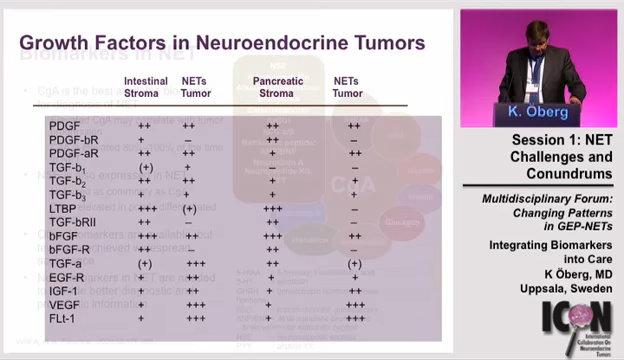 Growth Factors in Neuroendocrine Tumors
Intestinal Stroma NETs Tumor Pancreatic Stroma NETs Tumor
PDGF ++ ++ ++ ++
PDGF-bR + – ++ –
PDGF-aR ++ ++ + ++
TGF-b1 (+) + + –
TGF-b2 ++ ++ + –
TGF-b3 + + + +
LTBP +++ (+) +++ –
TGF-bRII ++ – ++ –
bFGF +++ ++ +++ ++
bFGF-R ++ – ++ –
TGF-a (+) +++ ++ (+)
EGF-R + ++ + +
IGF-1 + ++ + ++
VEGF + +++ + +++
FLt-1 + +++ + +++
K. Öberg
Session 1: NET
Challenges and
Conundrums
Multidisciplinary Forum:
Changing Patterns
in GEP-NETs
Integrating Biomarkers
into Care
K Öberg, MD
Uppsala, Sweden
ICON
International
Collaboration On
Neuroendocrine
Tumors